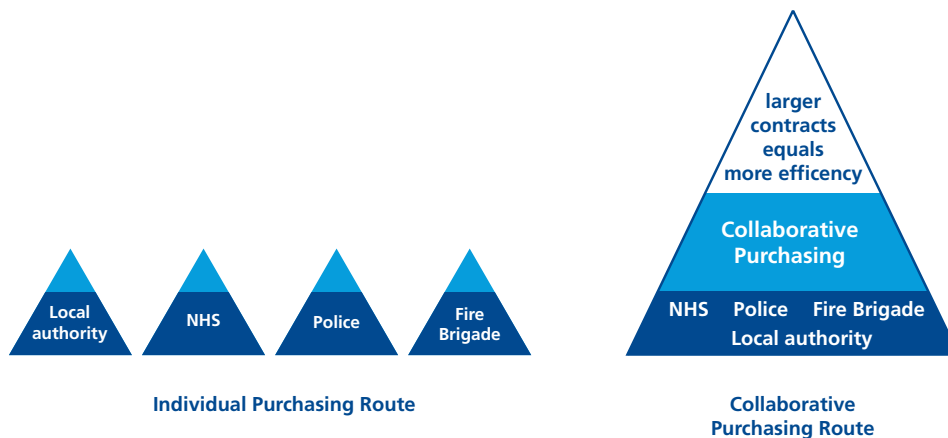 Local
authority
NHS
Police
Fire
Brigade
Individual Purchasing Route
larger
contracts
equals
more efficency
Collaborative
Purchasing
NHS Police Fire Brigade
Local authority
Collaborative
Purchasing Route